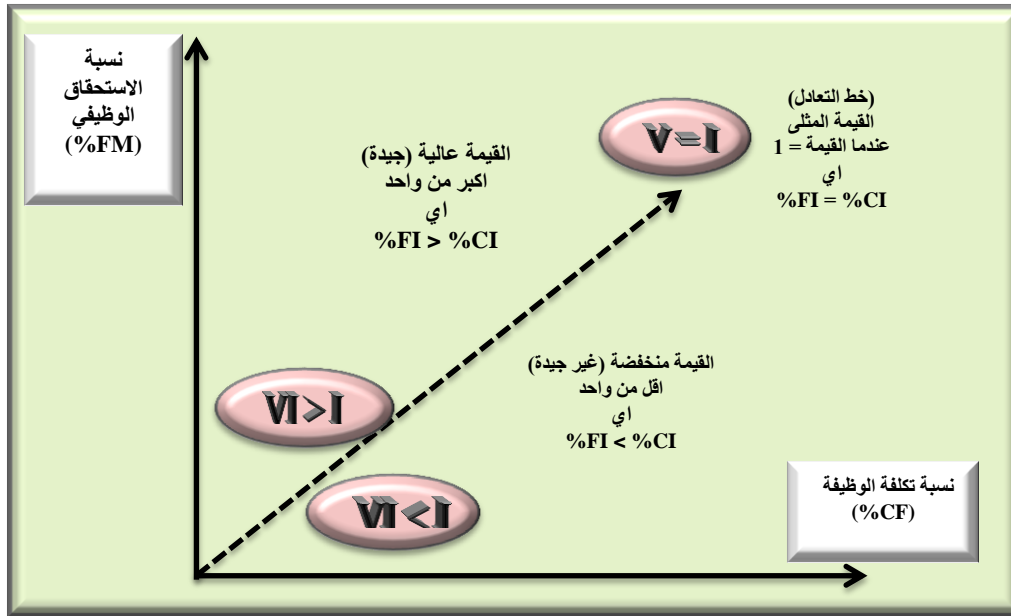 نسبة
الاستحقاق
الوظيفي
(%FM)
(خط التعادل)
القيمة المثلى
عندما القيمة = 1
اي
%FI = %CI
V=I
القيمة عالية (جيدة)
اكبر من واحد
اي
%FI > %CI
القيمة منخفضة (غير جيدة)
اقل من واحد
اي
%FI < %CI
VI>I
VI<I
نسبة تكلفة الوظيفة
(%CF)